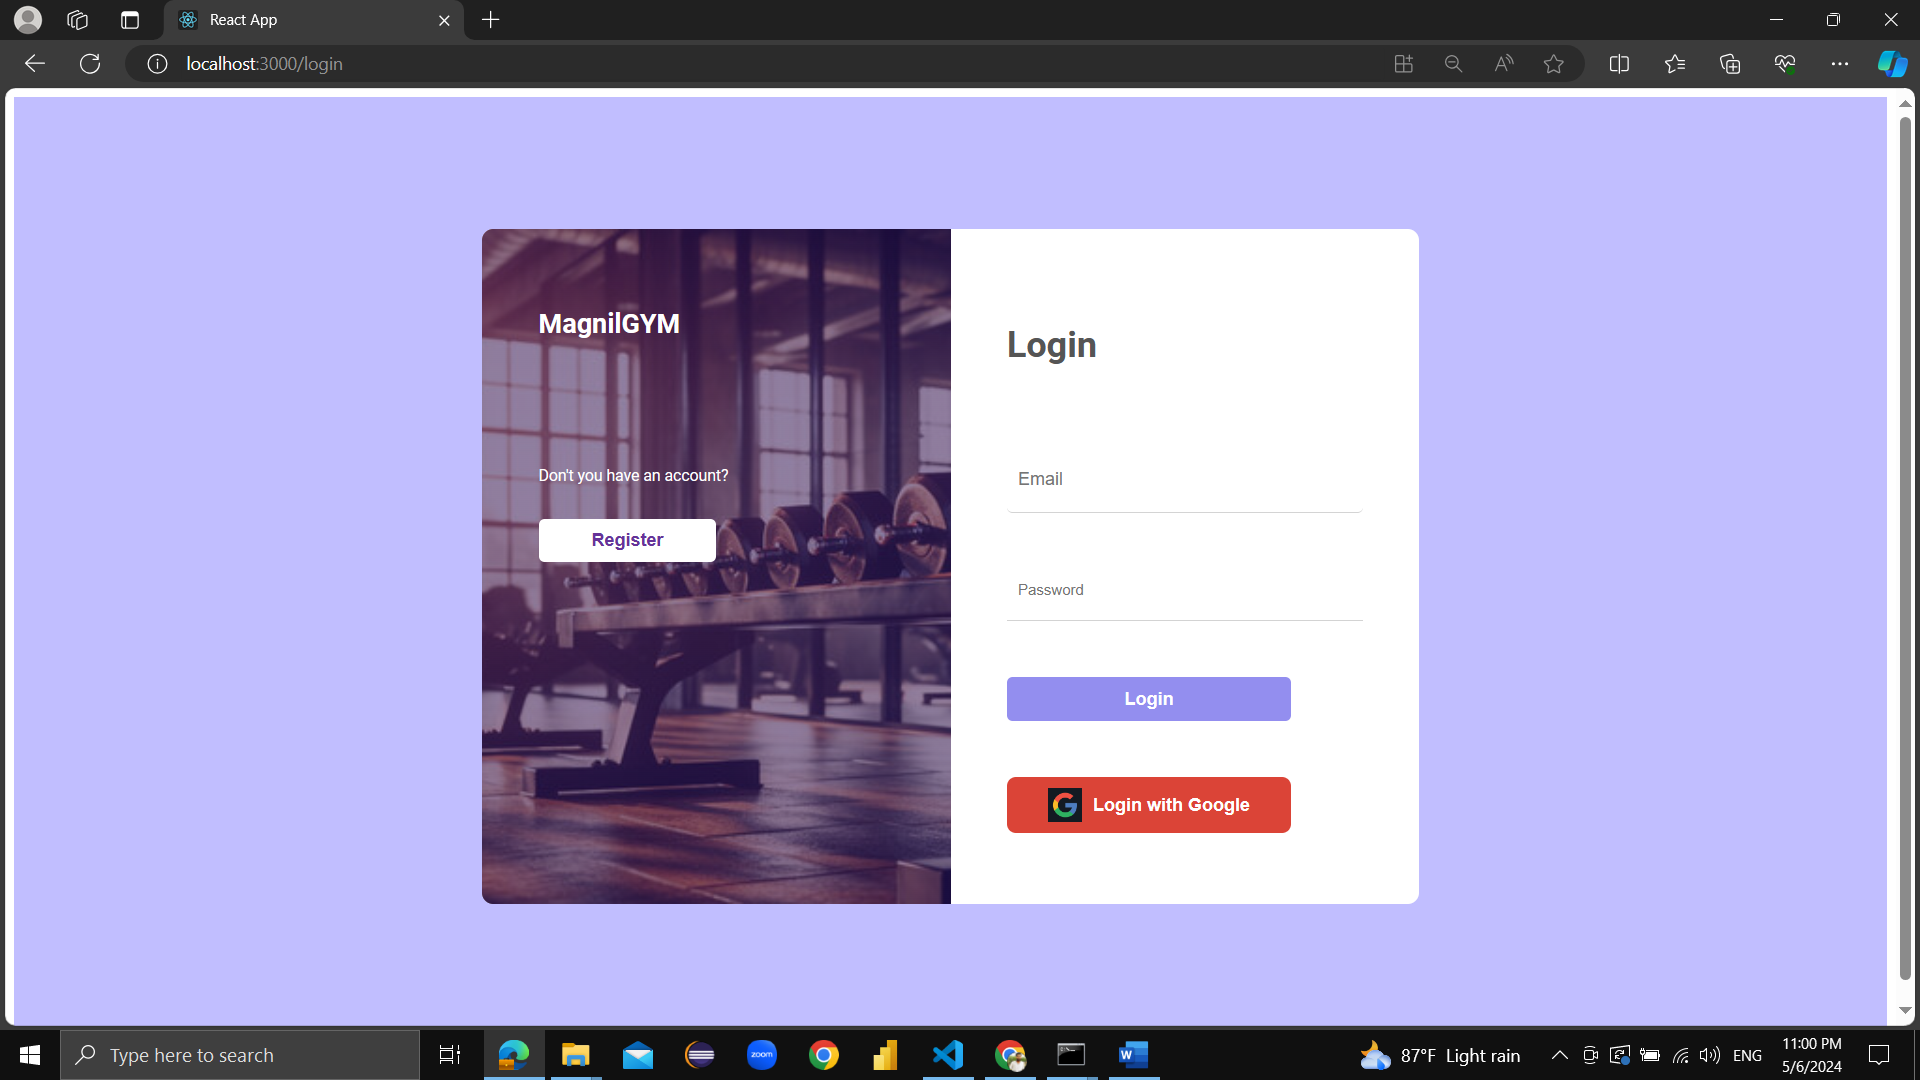 React App
localhost:3000/login
MagnilGYM
Don't you have an account?
Register
Login
Email
Password
Login
Login with Google
Type here to search
zoom
W
87°F Light rain
ENG
11:00 PM
5/6/2024